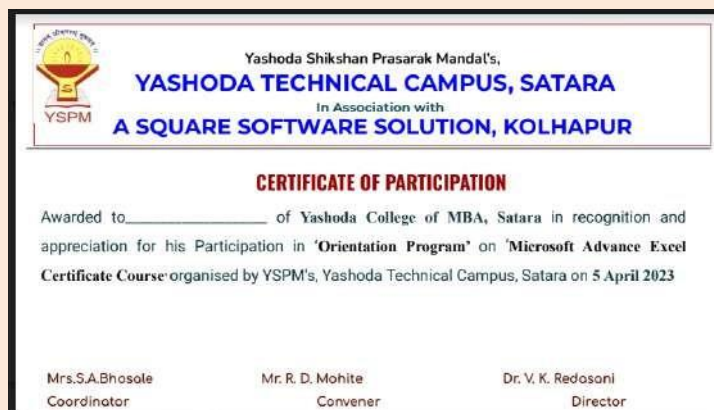 Yashoda Shikshan Prasarak Mandal's,
YASHODA TECHNICAL CAMPUS, SATARA
In Association with
YSPM
A SQUARE SOFTWARE SOLUTION, KOLHAPUR
CERTIFICATE OF PARTICIPATION
Awarded to____________________ of Yashoda College of MBA, Satara in recognition and
appreciation for his Participation in 'Orientation Program' on 'Microsoft Advance Excel
Certificate Course' organised by YSPM's, Yashoda Technical Campus, Satara on 5 April 2023
Mrs.S.A.Bhosale Mr. R. D. Mohite Dr. V. K. Redasani
Coordinator Convener Director